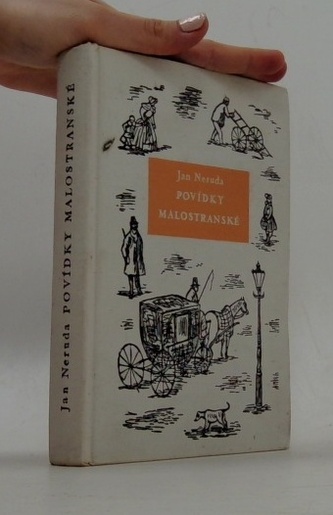 Jan Neruda POVÍDKY MALOSTRANSKÉ
Jan Neruda
POVÍDKY
MALOSTRANSKÉ